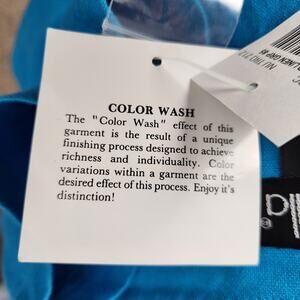 COLOR WASH
The "Color Wash" effect of this
garment is the result of a unique
finishing process designed to achieve
richness and individuality. Color
variations within a garment are the
desired effect of this process. Enjoy it's
distinction!